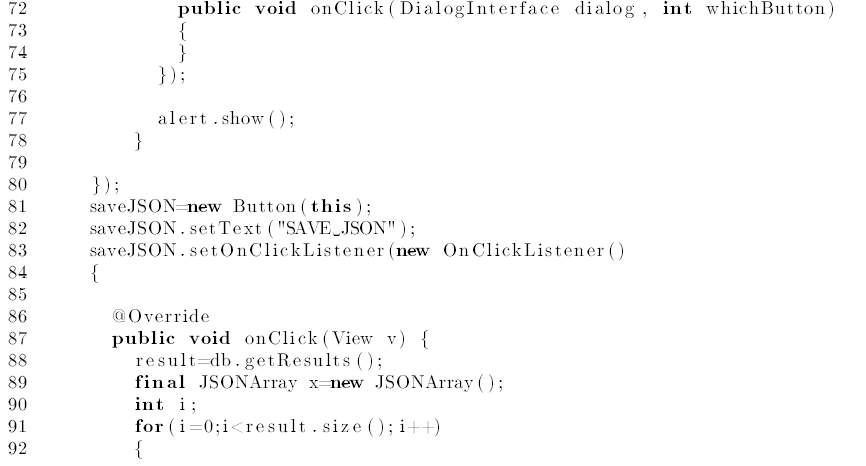 72 public void onClick(DialogInterface dialog, int whichButton)
73 {
74 }
75 });
76
77 alert.show();
78 }
79
80 });
81 saveJSON=new Button(this);
82 saveJSON.setText("SAVE_JSON");
83 saveJSON.setOnClickListener(new OnClickListener()
84 {
85
86 @Override
87 public void onClick(View v) {
88 result=db.getResults();
89 final JSONArray x=new JSONArray();
90 int i;
91 for(i=0;i<result.size();i++)
92 {